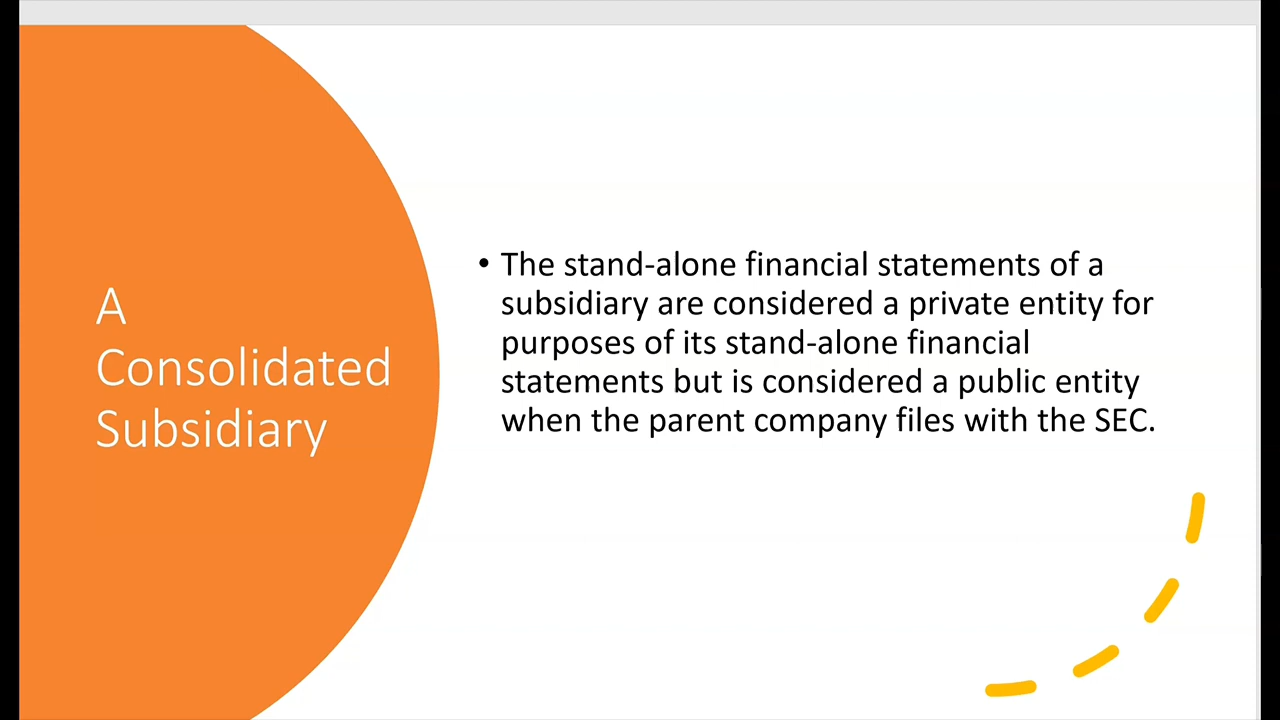 A
Consolidated
Subsidiary
• The stand-alone financial statements of a
subsidiary are considered a private entity for
purposes of its stand-alone financial
statements but is considered a public entity
when the parent company files with the SEC.